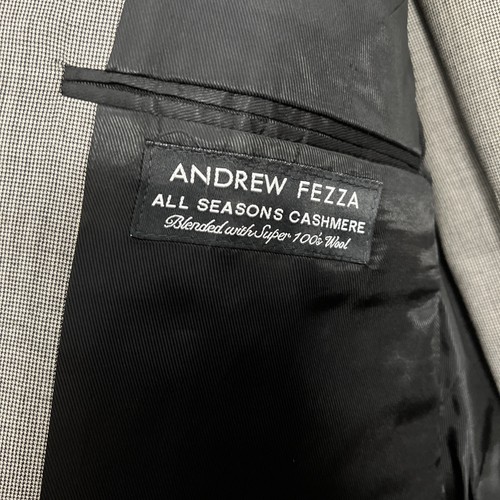 ANDREW FEZZA
ALL SEASONS CASHMERE
Blended with Super 100's Wool